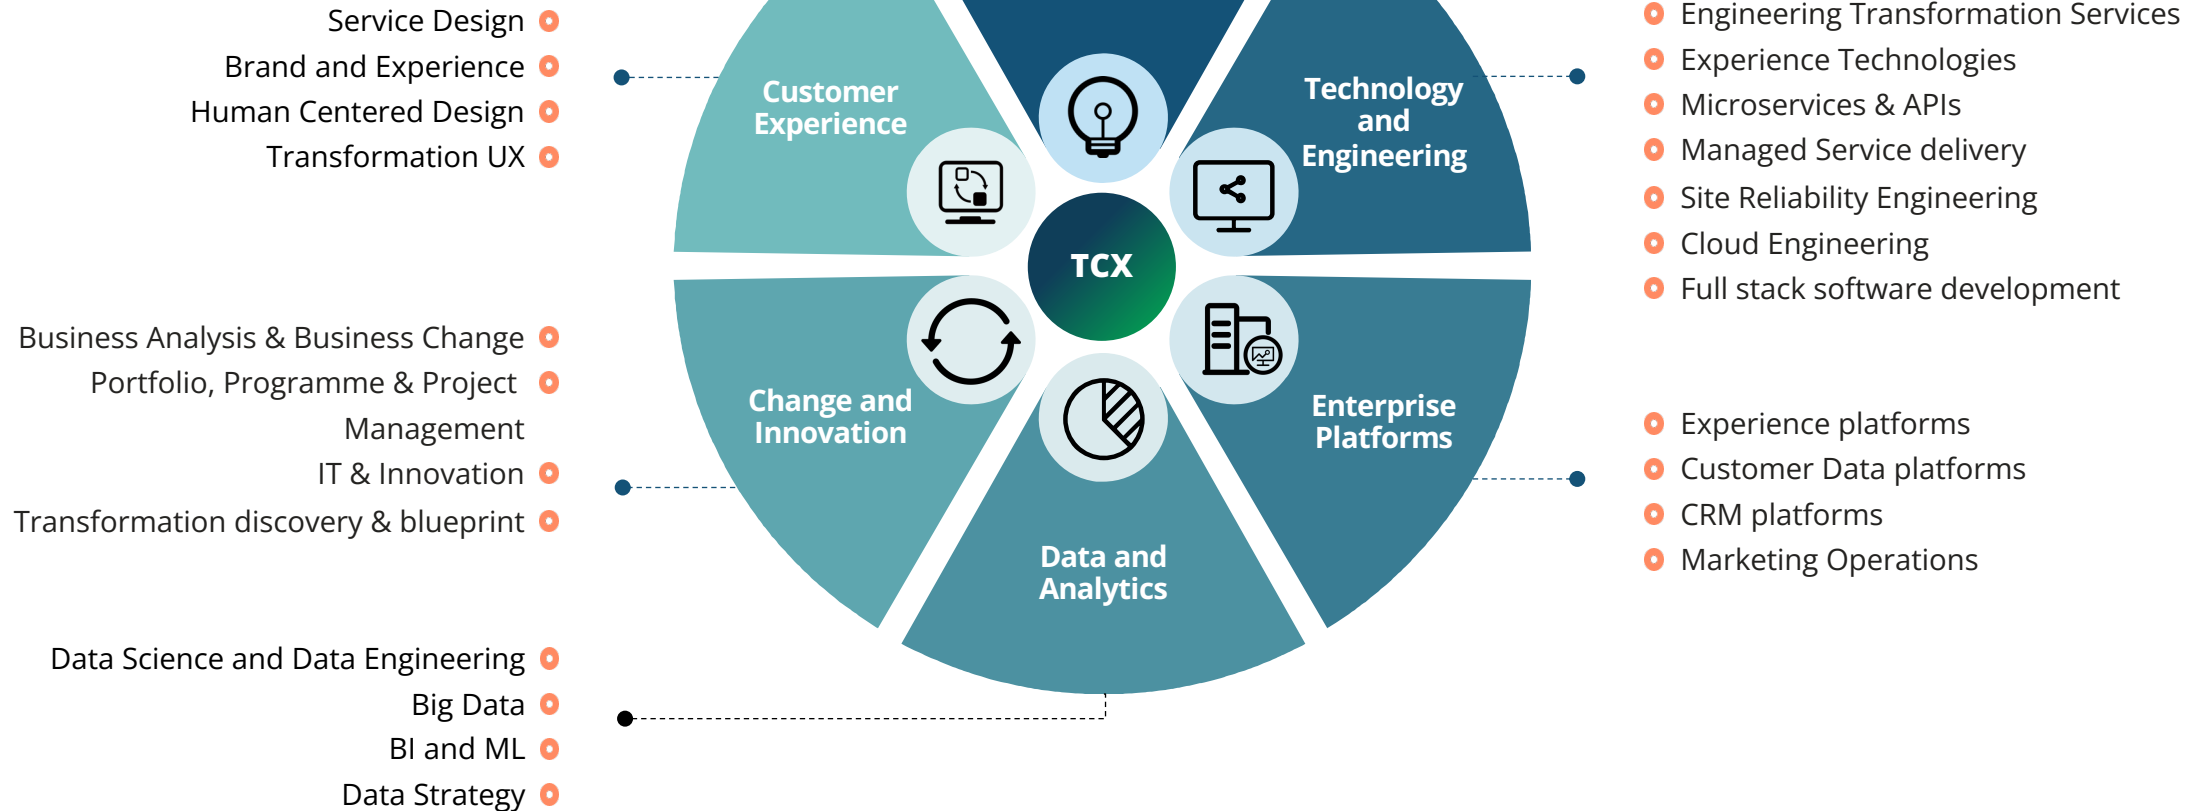 Service Design
Brand and Experience
Human Centered Design
Transformation UX
Customer
Experience
Technology
and
Engineering
Engineering Transformation Services
Experience Technologies
Microservices & APIs
Managed Service delivery
Site Reliability Engineering
Cloud Engineering
Full stack software development
TCX
Business Analysis & Business Change
Portfolio, Programme & Project
Management
IT & Innovation
Transformation discovery & blueprint
Change and
Innovation
Enterprise
Platforms
Experience platforms
Customer Data platforms
CRM platforms
Marketing Operations
Data and
Analytics
Data Science and Data Engineering
Big Data
BI and ML
Data Strategy